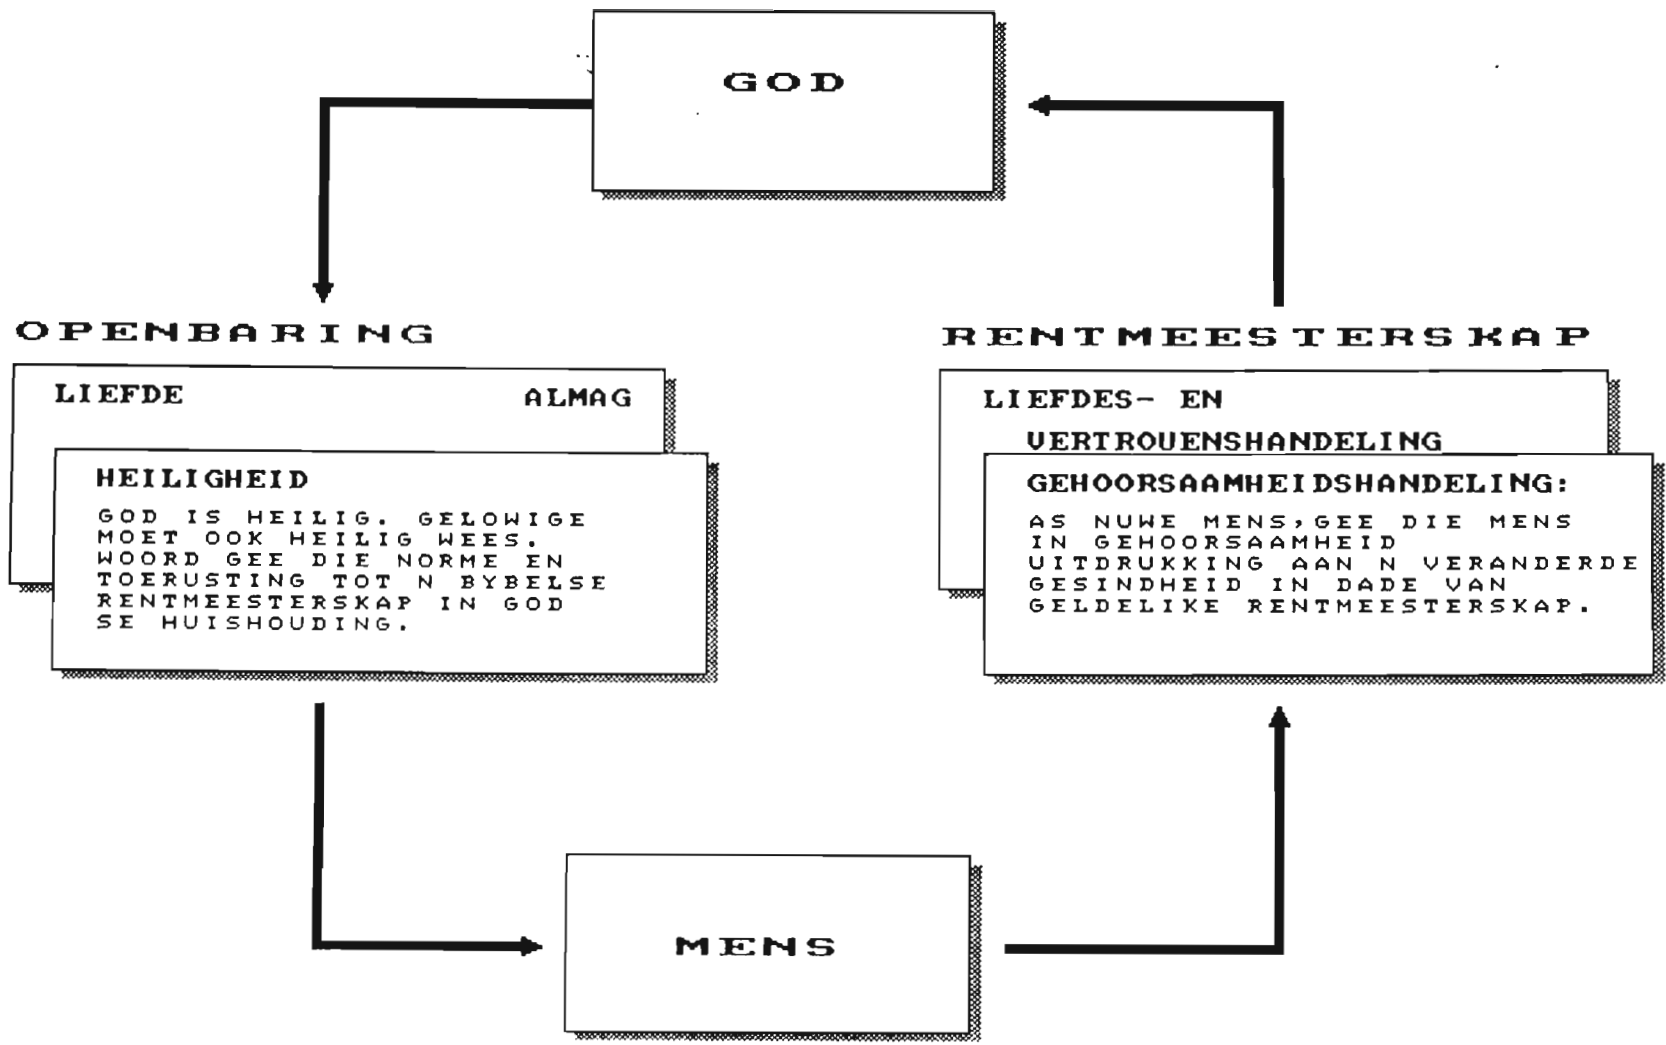 GOD
OPENBARING
LIEFDE ALMAG
HEILIGHEID
GOD IS HEILIG. GELOWIGE
MOET OOK HEILIG WEES.
WOORD GEE DIE NORME EN
TOERUSTING TOT N BYBELSE
RENTMEESTERSKAP IN GOD
SE HUISHOUDING.
RENTMEESTERSKAP
LIEFDES- EN
VERTROUENSHANDELING
GEHOORSAAMHEIDSHANDELING:
AS NUWE MENS,GEE DIE MENS
IN GEHOORSAAMHEID
UITDRUKKING AAN N VERANDERDE
GESINDHEID IN DADE VAN
GELDELIKE RENTMEESTERSKAP.
MENS